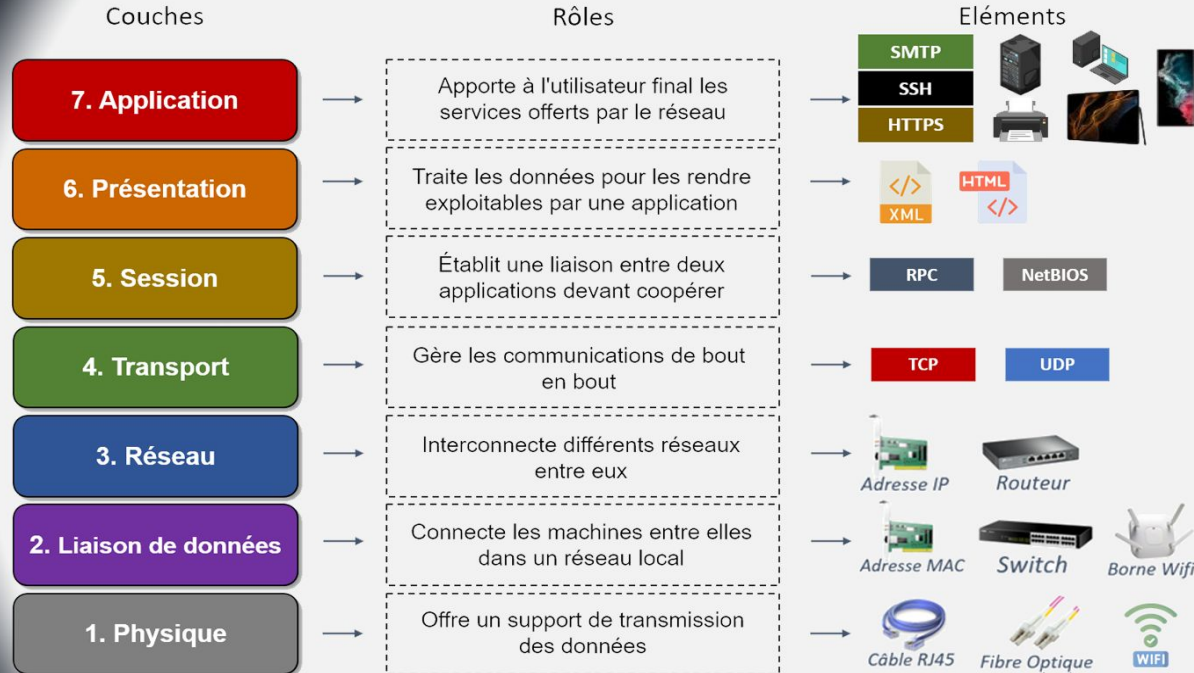 Couches
Rôles
Eléments
7. Application
Apporte à l'utilisateur final les
services offerts par le réseau
SMTP
SSH
HTTPS
6. Présentation
Traite les données pour les rendre
exploitables par une application
</>
XML
HTML
</>
5. Session
Établit une liaison entre deux
applications devant coopérer
RPC
NetBIOS
4. Transport
Gère les communications de bout
en bout
TCP
UDP
3. Réseau
Interconnecte différents réseaux
entre eux
Adresse IP
Routeur
2. Liaison de données
Connecte les machines entre elles
dans un réseau local
Adresse MAC
Switch
Borne Wifi
1. Physique
Offre un support de transmission
des données
Câble RJ45
Fibre Optique
WIFI